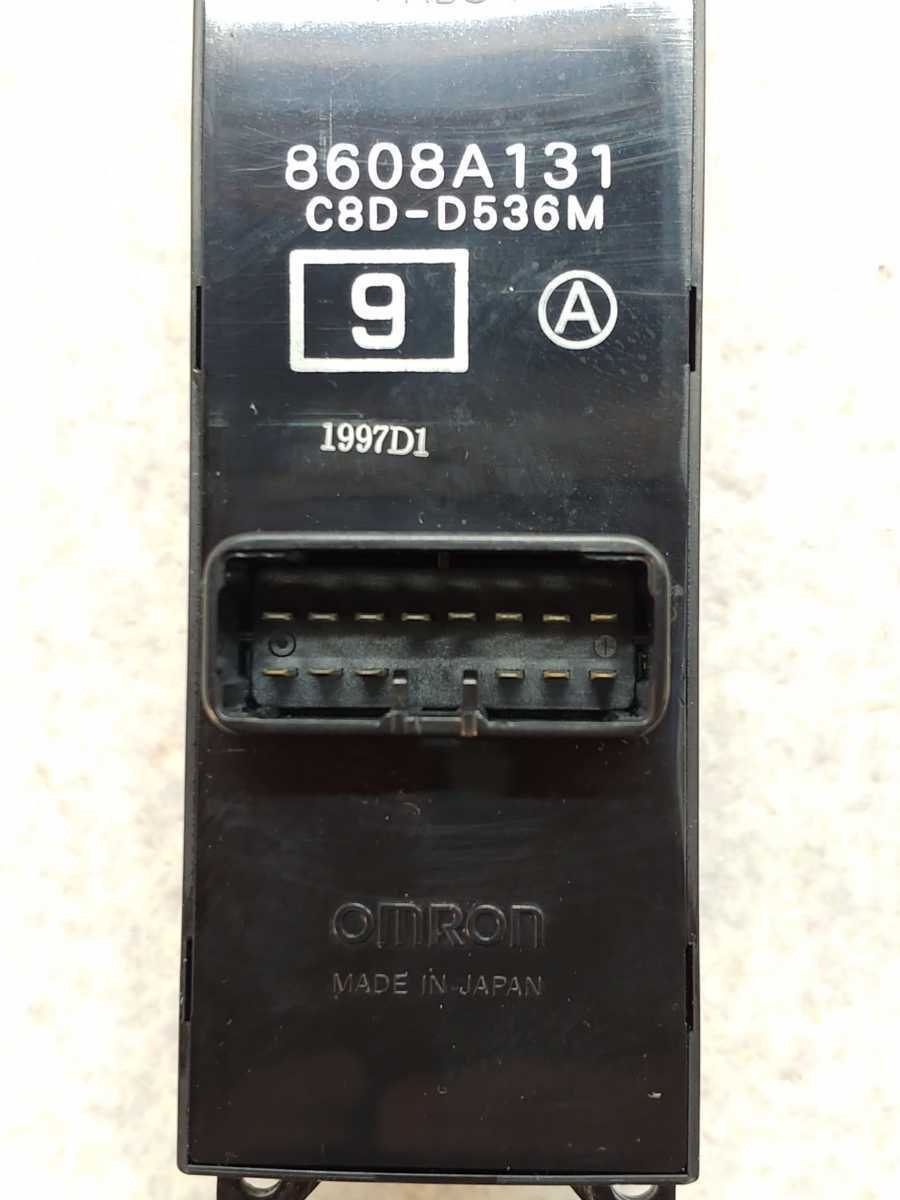 8608A131
C8D-D536M
9 A
1997D1
OMRON
MADE IN JAPAN